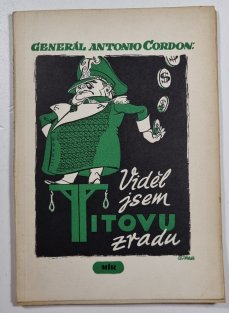 GENERÁL ANTONIO CORDON:
Viděl
jsem
TITOVU
zradu
MÍR